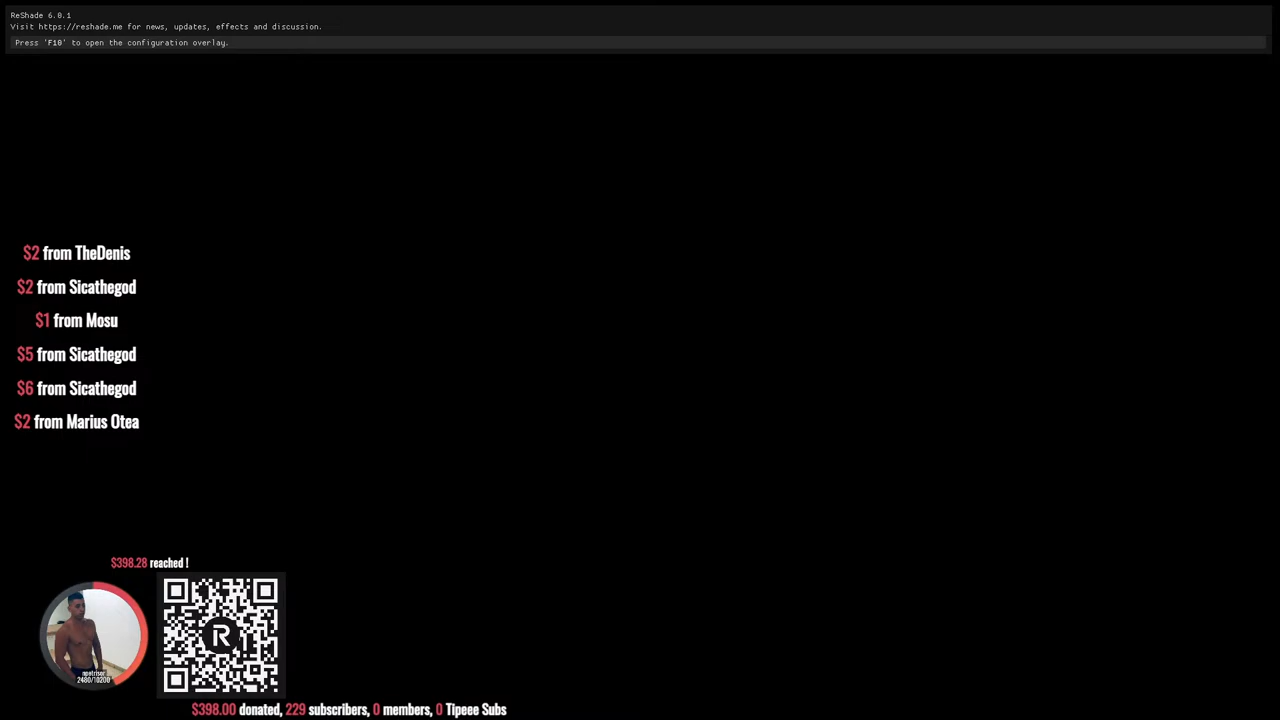 ReShade 6.0.1
Visit https://reshade.me for news, updates, effects and discussion.
Press 'F10' to open the configuration overlay.
$2 from TheDenis
$2 from Sicathegod
$1 from Mosu
$5 from Sicathegod
$6 from Sicathegod
$2 from Marius Otea
$398.28 reached !
R
2480/10200
$398.00 donated, 229 subscribers, 0 members, 0 Tipeee Subs